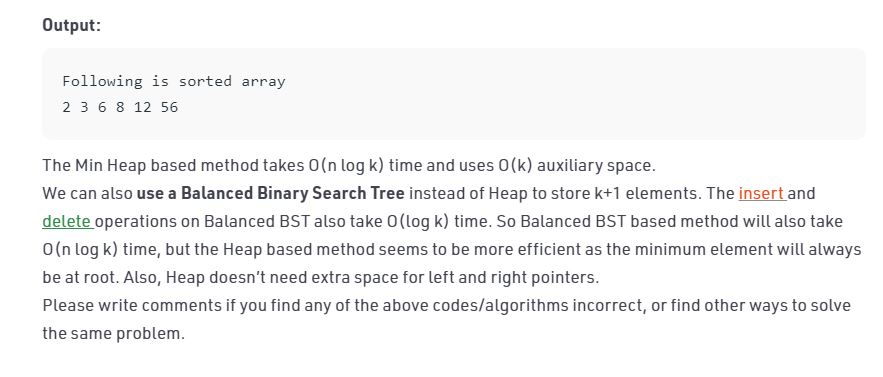 Output:
Following is sorted array
2 3 6 8 12 56
The Min Heap based method takes O(n log k) time and uses O(k) auxiliary space.
We can also use a Balanced Binary Search Tree instead of Heap to store k+1 elements. The insert and
delete operations on Balanced BST also take O(log k) time. So Balanced BST based method will also take
O(n log k) time, but the Heap based method seems to be more efficient as the minimum element will always
be at root. Also, Heap doesn’t need extra space for left and right pointers.
Please write comments if you find any of the above codes/algorithms incorrect, or find other ways to solve
the same problem.